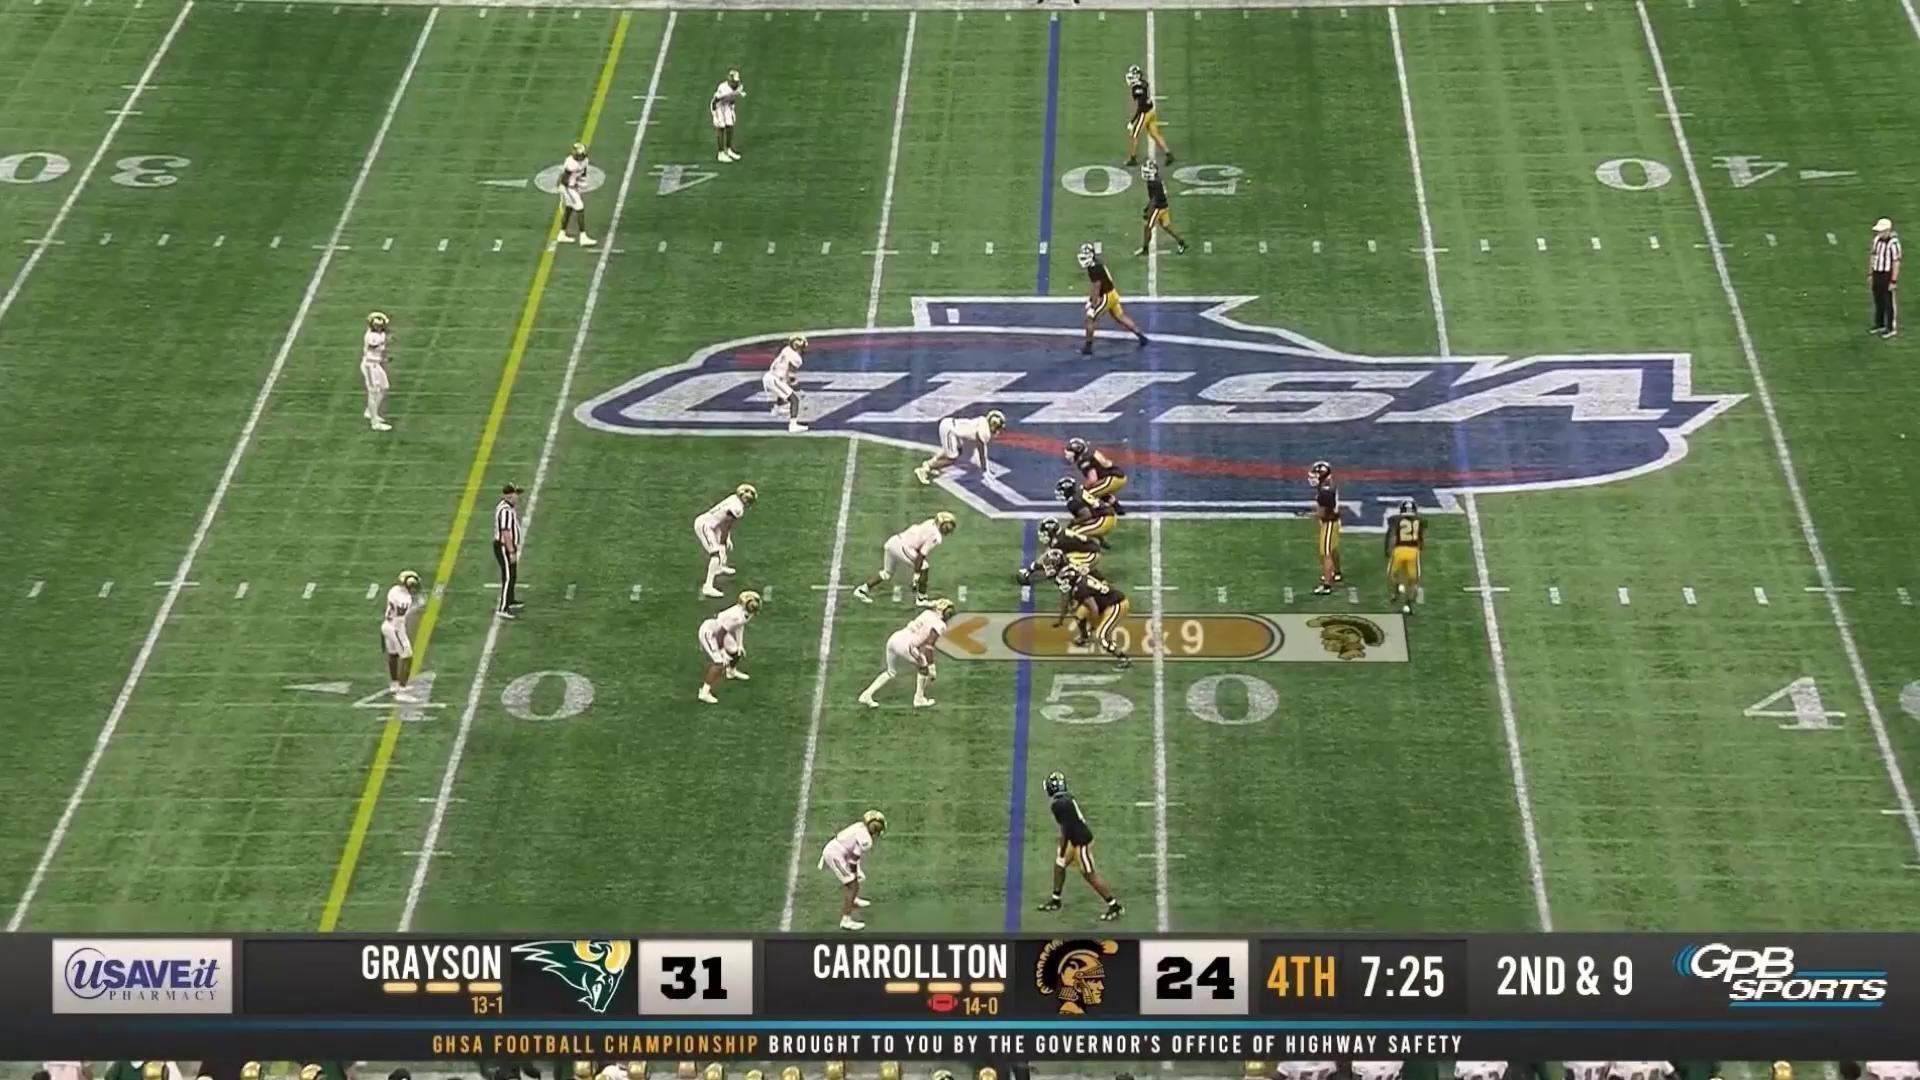 30 40 50 40
GHSA
21
2ND & 9
40 50 4
USAVEit PHARMACY
GRAYSON 13-1 31
CARROLLTON 14-0 24
4TH 7:25 2ND & 9
GPB SPORTS
GHSA FOOTBALL CHAMPIONSHIP BROUGHT TO YOU BY THE GOVERNOR'S OFFICE OF HIGHWAY SAFETY